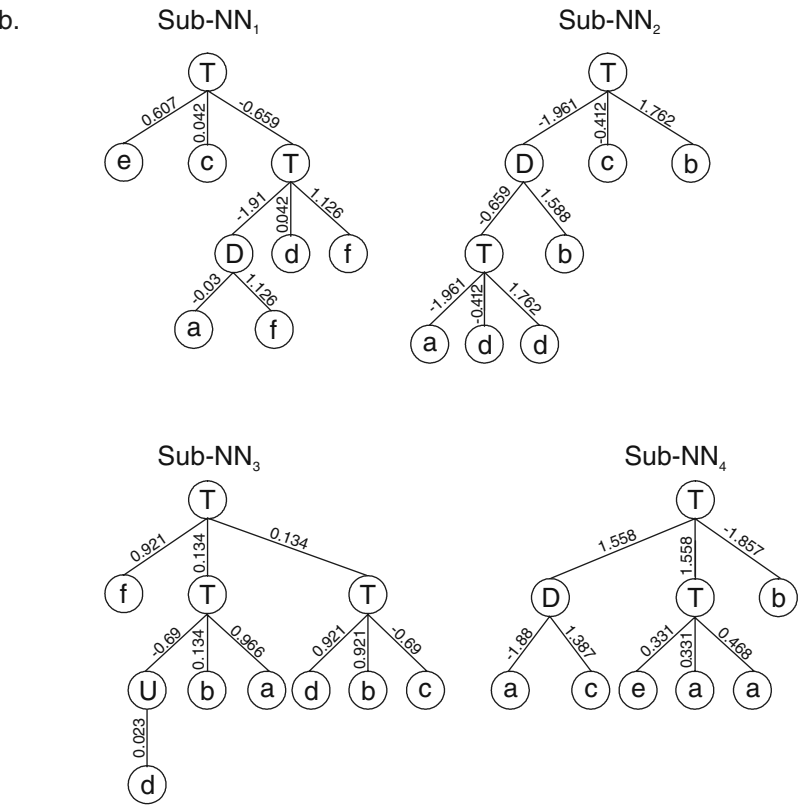 b. Sub-NN₁ Sub-NN₂
T T
0.607 0.042 -0.659 -1.961 -0.412 1.762
e c T D c b
-1.91 0.042 1.126 -0.659 1.588
D d f T b
-0.03 1.126 -1.961 -0.412 1.762
a f a d d
Sub-NN₃ Sub-NN₄
T T
0.921 0.134 0.134 1.558 1.558 -1.857
f T T D T b
-0.69 0.134 0.966 0.921 0.921 -0.69 -1.88 1.387 0.331 0.331 0.468
U b a d b c a c e a a
0.023
d